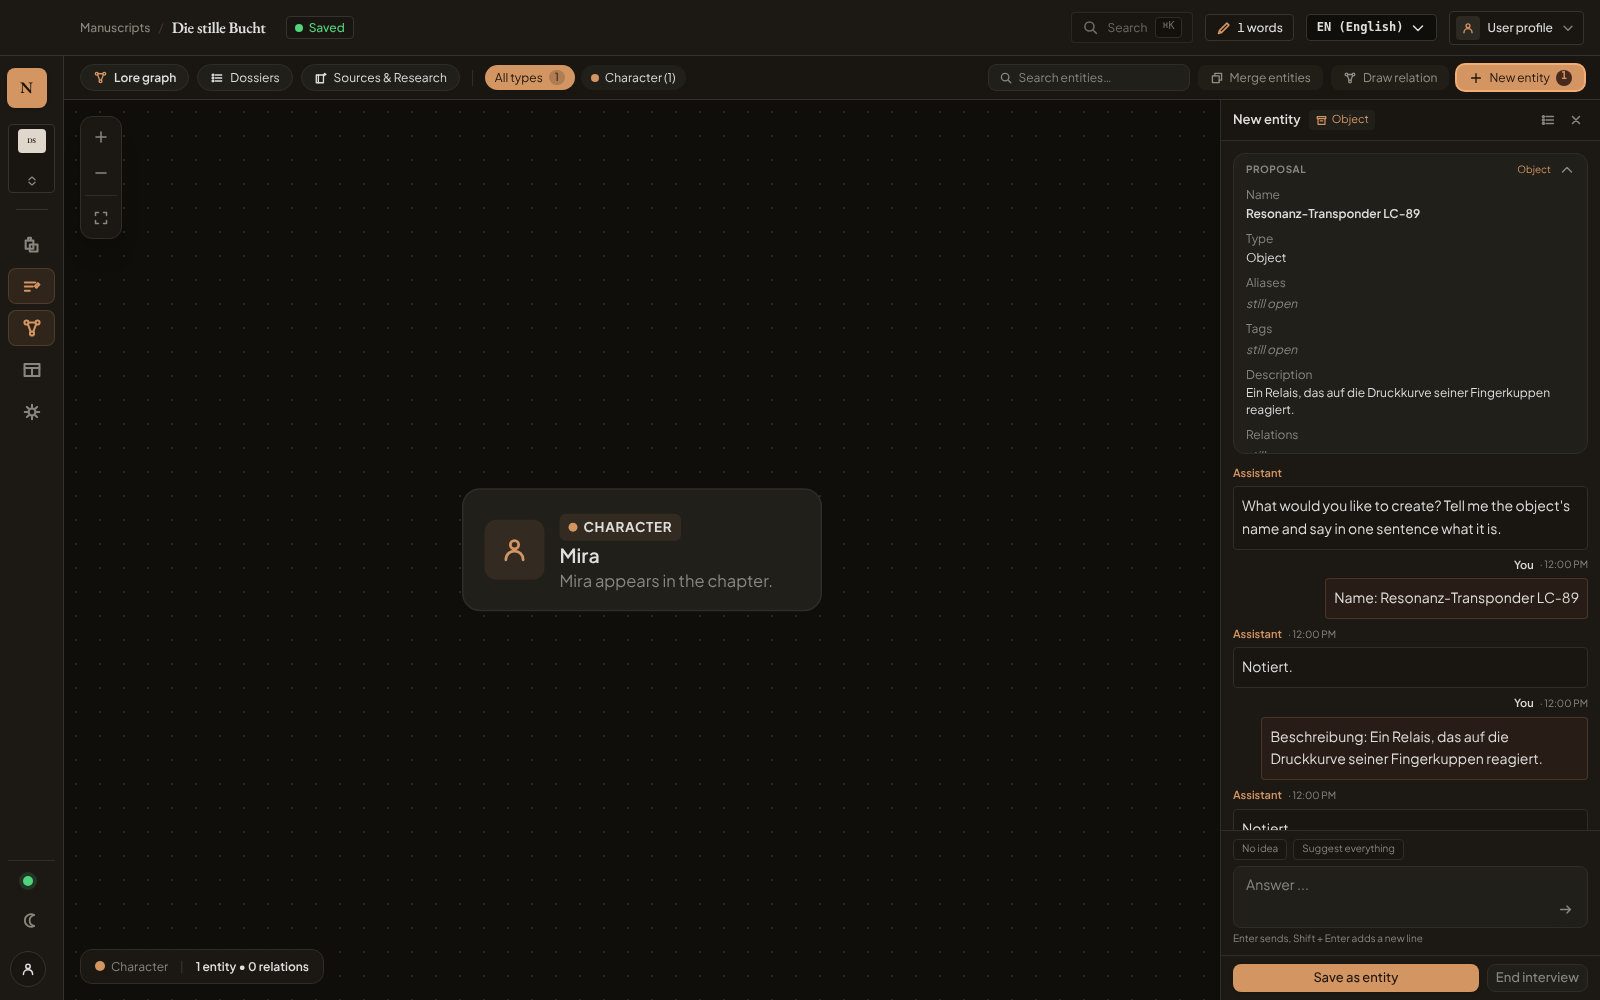 Manuscripts / Die stille Bucht
Saved
Search ⌘K
1 words
EN (English)
User profile
N
DS
Lore graph
Dossiers
Sources & Research
All types 1
Character (1)
Search entities...
Merge entities
Draw relation
New entity 1
CHARACTER
Mira
Mira appears in the chapter.
Character
1 entity • 0 relations
New entity
Object
PROPOSAL
Object
Name
Resonanz-Transponder LC-89
Type
Object
Aliases
still open
Tags
still open
Description
Ein Relais, das auf die Druckkurve seiner Fingerkuppen
reagiert.
Relations
Assistant
What would you like to create? Tell me the object's
name and say in one sentence what it is.
You · 12:00 PM
Name: Resonanz-Transponder LC-89
Assistant · 12:00 PM
Notiert.
You · 12:00 PM
Beschreibung: Ein Relais, das auf die
Druckkurve seiner Fingerkuppen reagiert.
Assistant · 12:00 PM
Notiert
No idea
Suggest everything
Answer ...
Enter sends, Shift + Enter adds a new line
Save as entity
End interview